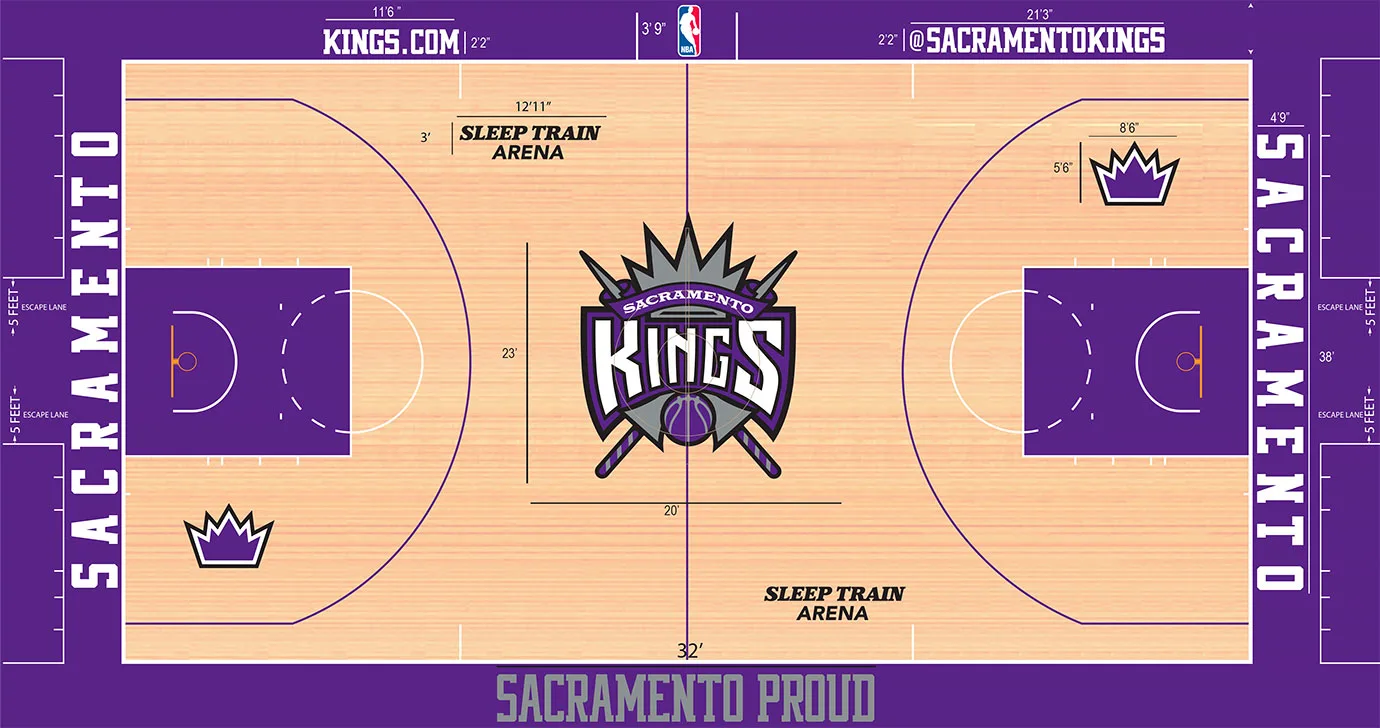 11'6 "
KINGS.COM
2'2"
3' 9"
NBA
21'3"
2'2"
@SACRAMENTOKINGS
12'11"
3'
SLEEP TRAIN
ARENA
8'6"
5'6"
4'9"
SACRAMENTO
SACRAMENTO
5 FEET
ESCAPE LANE
5 FEET
ESCAPE LANE
SACRAMENTO
KINGS
23'
20'
ESCAPE LANE
5 FEET
38'
ESCAPE LANE
5 FEET
SLEEP TRAIN
ARENA
32'
SACRAMENTO PROUD